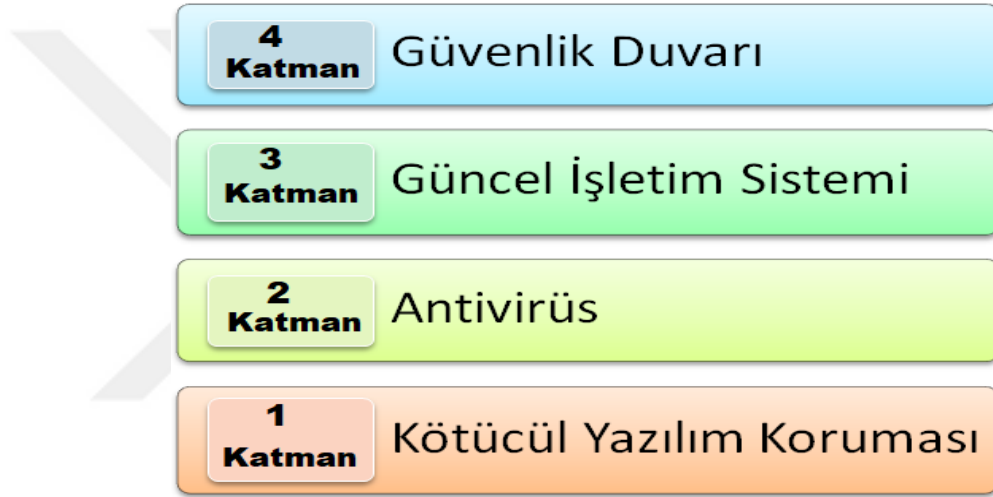 4
Katman
Güvenlik Duvarı
3
Katman
Güncel İşletim Sistemi
2
Katman
Antivirüs
1
Katman
Kötücül Yazılım Koruması